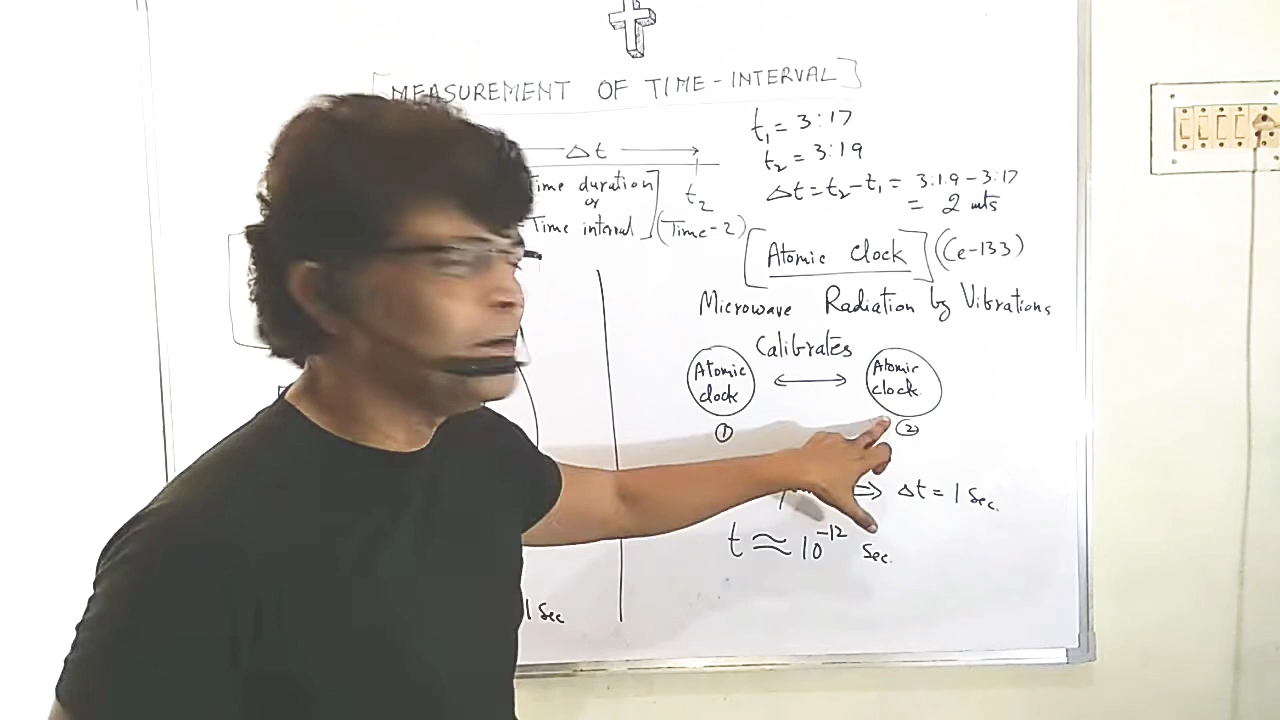 [MEASUREMENT OF TIME-INTERVAL]
Δt
t₂
Time duration
or
Time interval
(Time-2)
t₁ = 3:17
t₂ = 3:19
Δt = t₂-t₁ = 3:19-3:17
= 2 mts
[Atomic Clock] (Ce-133)
Microwave Radiation by Vibrations
Calibrates
Atomic clock
①
Atomic clock
②
⇒ Δt = 1 Sec.
t ≈ 10⁻¹² Sec.
1 Sec